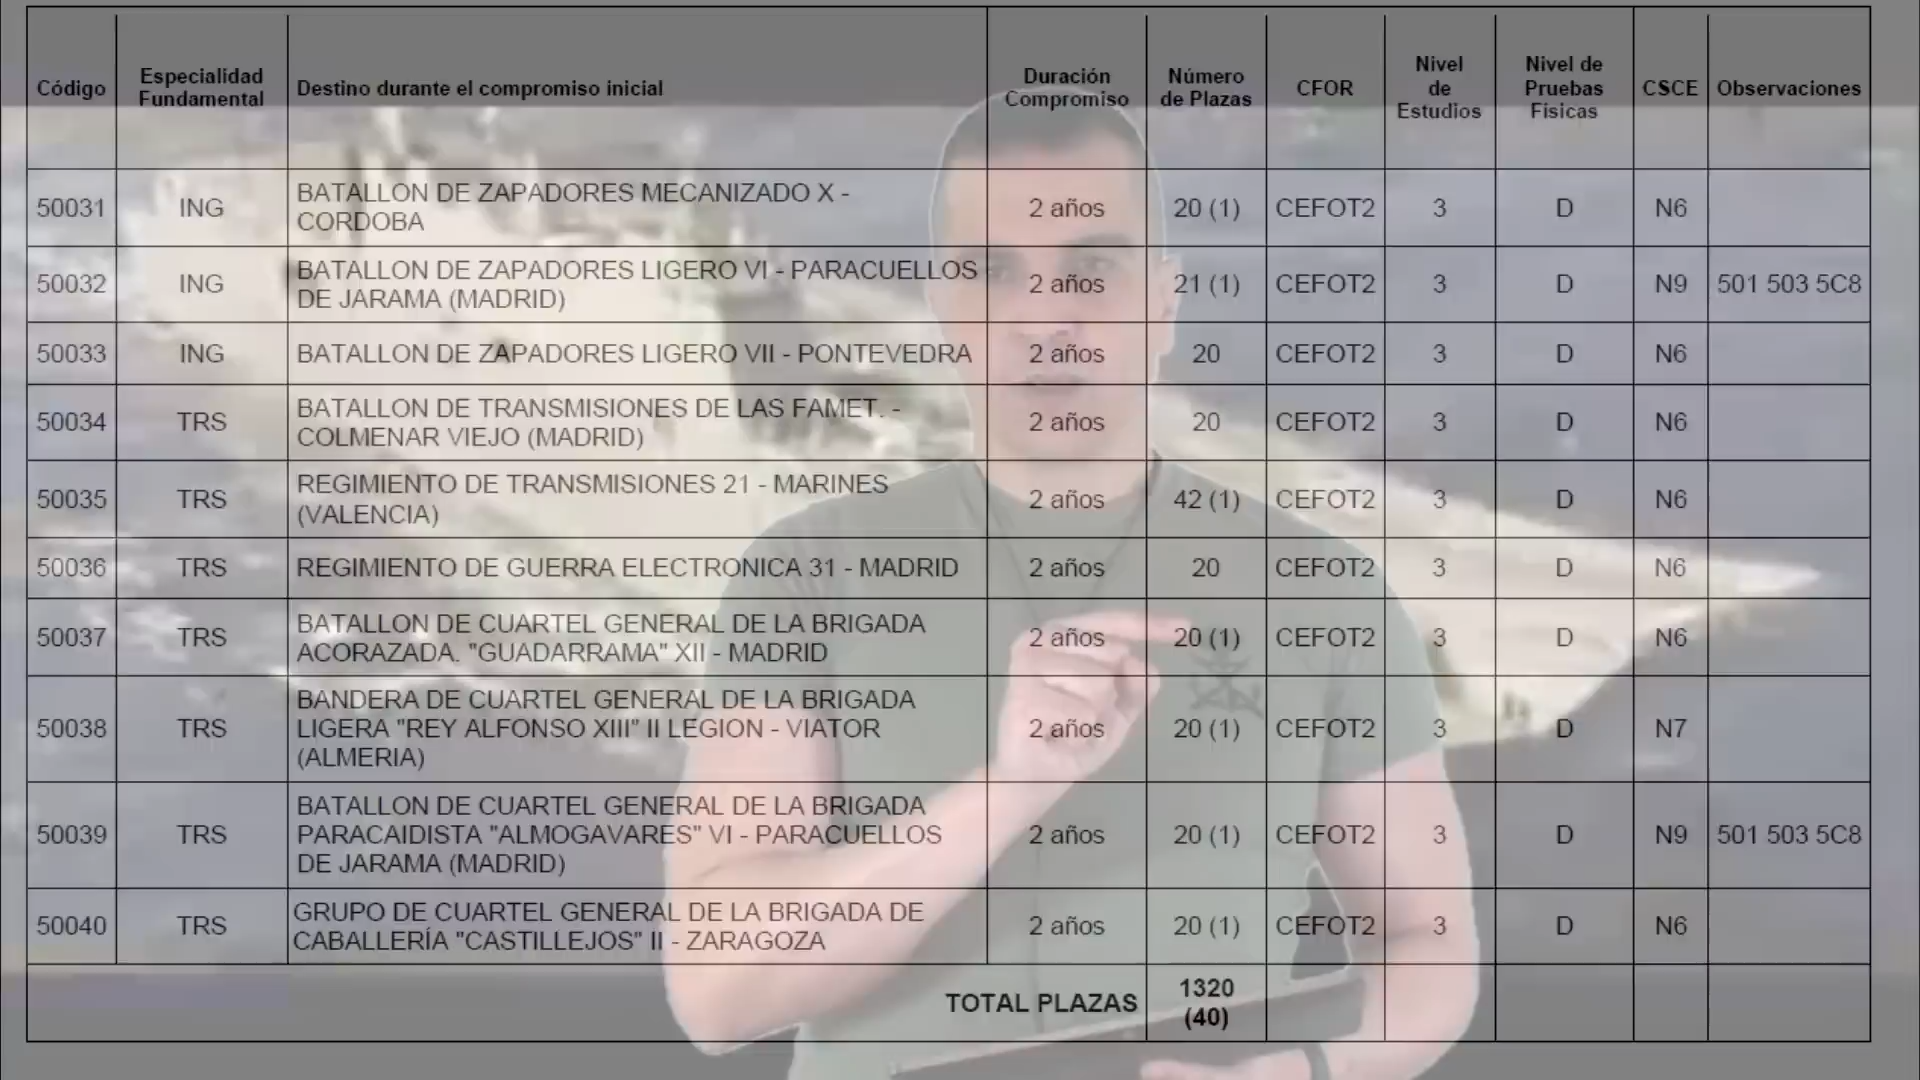 Código
Especialidad
Fundamental
Destino durante el compromiso inicial
Duración
Compromiso
Número
de Plazas
CFOR
Nivel
de
Estudios
Nivel de
Pruebas
Físicas
CSCE
Observaciones
50031 ING BATALLON DE ZAPADORES MECANIZADO X -
CORDOBA
2 años 20 (1) CEFOT2 3 D N6
50032 ING BATALLON DE ZAPADORES LIGERO VI - PARACUELLOS
DE JARAMA (MADRID)
2 años 21 (1) CEFOT2 3 D N9 501 503 5C8
50033 ING BATALLON DE ZAPADORES LIGERO VII - PONTEVEDRA 2 años 20 CEFOT2 3 D N6
50034 TRS BATALLON DE TRANSMISIONES DE LAS FAMET. -
COLMENAR VIEJO (MADRID)
2 años 20 CEFOT2 3 D N6
50035 TRS REGIMIENTO DE TRANSMISIONES 21 - MARINES
(VALENCIA)
2 años 42 (1) CEFOT2 3 D N6
50036 TRS REGIMIENTO DE GUERRA ELECTRONICA 31 - MADRID 2 años 20 CEFOT2 3 D N6
50037 TRS BATALLON DE CUARTEL GENERAL DE LA BRIGADA
ACORAZADA. "GUADARRAMA" XII - MADRID
2 años 20 (1) CEFOT2 3 D N6
50038 TRS BANDERA DE CUARTEL GENERAL DE LA BRIGADA
LIGERA "REY ALFONSO XIII" II LEGION - VIATOR
(ALMERIA)
2 años 20 (1) CEFOT2 3 D N7
50039 TRS BATALLON DE CUARTEL GENERAL DE LA BRIGADA
PARACAIDISTA "ALMOGAVARES" VI - PARACUELLOS
DE JARAMA (MADRID)
2 años 20 (1) CEFOT2 3 D N9 501 503 5C8
50040 TRS GRUPO DE CUARTEL GENERAL DE LA BRIGADA DE
CABALLERÍA "CASTILLEJOS" II - ZARAGOZA
2 años 20 (1) CEFOT2 3 D N6
TOTAL PLAZAS 1320
(40)